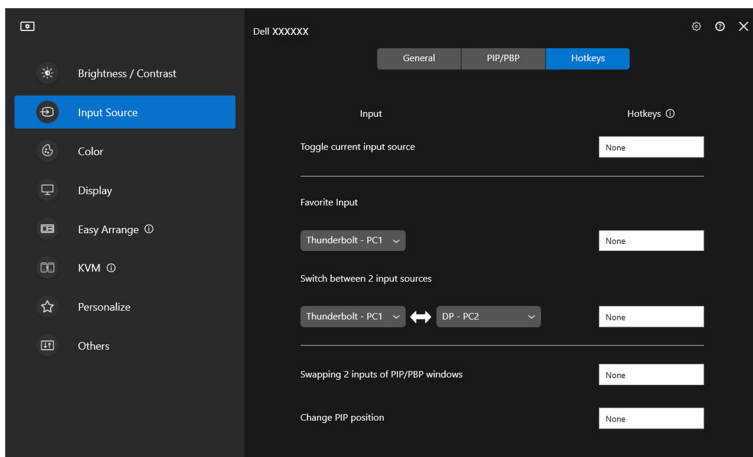 Dell XXXXXX
General
PIP/PBP
Hotkeys
Brightness / Contrast
Input Source
Color
Display
Easy Arrange
KVM
Personalize
Others
Input
Hotkeys
Toggle current input source
None
Favorite Input
Thunderbolt - PC1
None
Switch between 2 input sources
Thunderbolt - PC1
DP - PC2
None
Swapping 2 inputs of PIP/PBP windows
None
Change PIP position
None